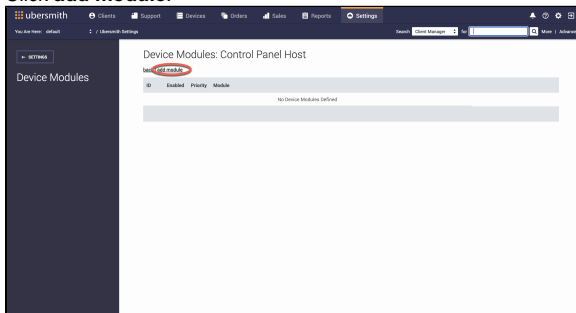 Click add module.
ubersmith Clients Support Devices Orders Sales Reports Settings
You Are Here: default / Ubersmith Settings Search Client Manager for More | Advance
← SETTINGS
Device Modules
Device Modules: Control Panel Host
back add module
ID Enabled Priority Module
No Device Modules Defined